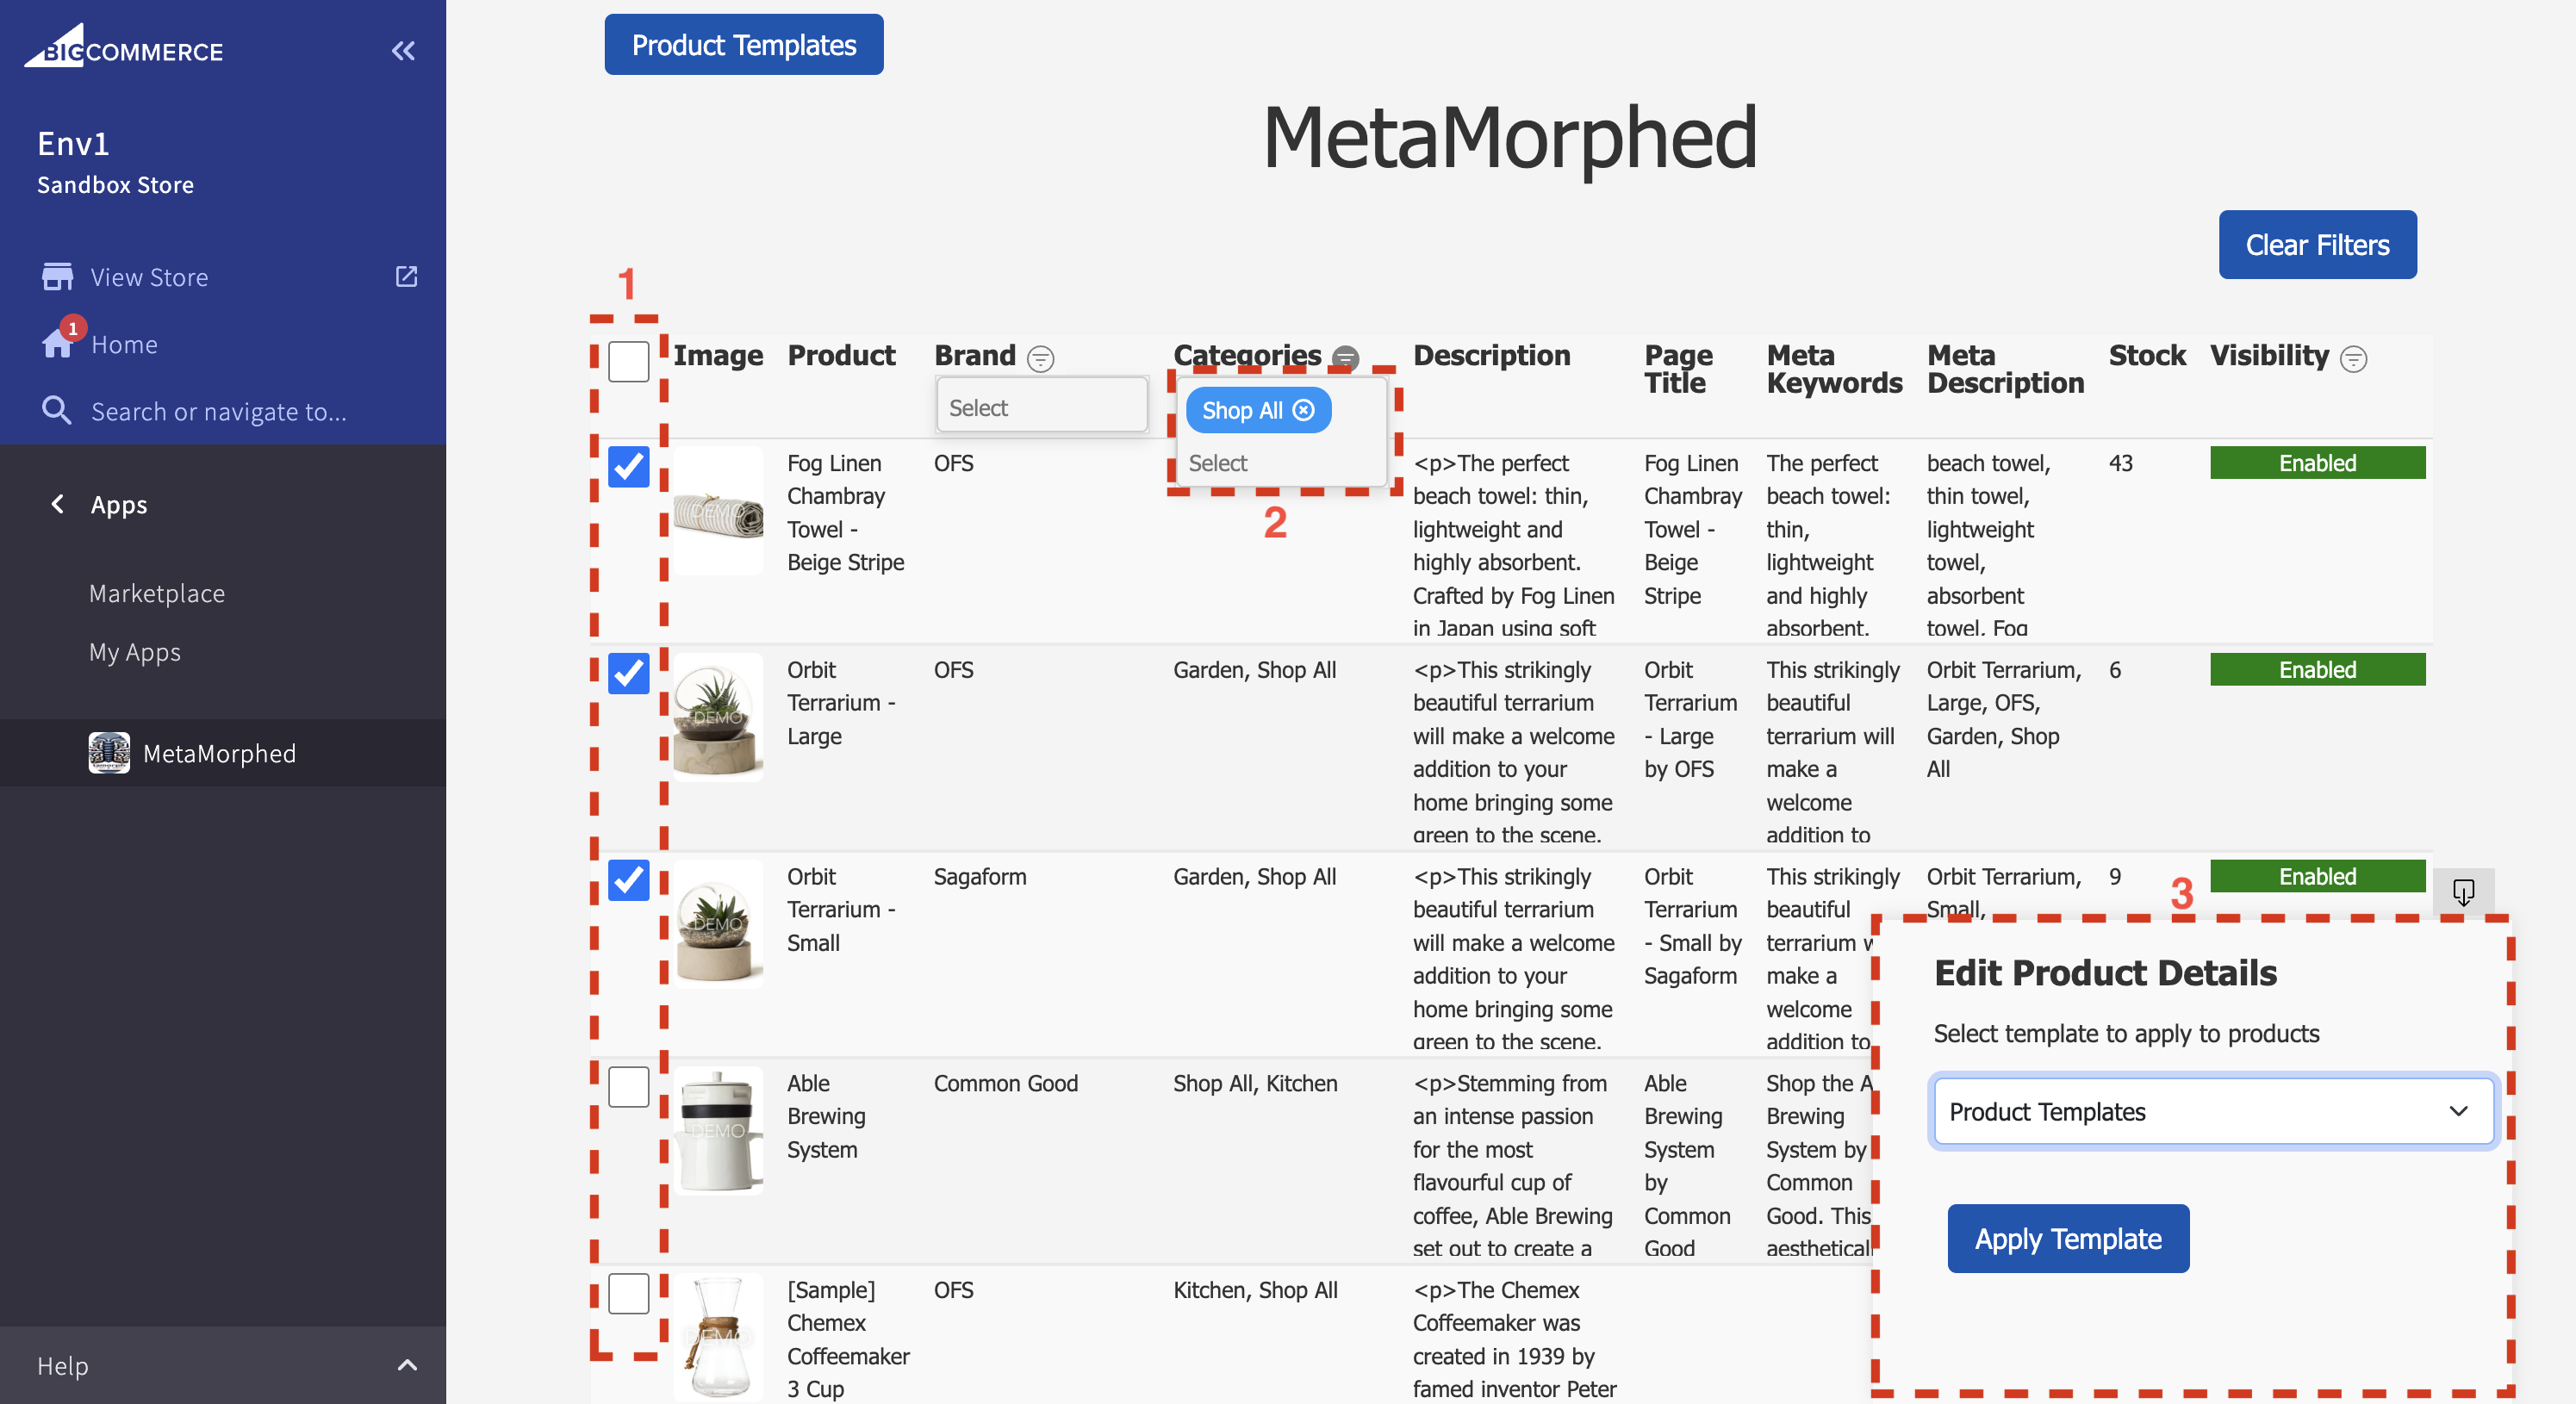 BIGCOMMERCE
Env1
Sandbox Store
View Store
1
Home
Search or navigate to...
Apps
Marketplace
My Apps
MetaMorphed
Help
Product Templates
MetaMorphed
Clear Filters
1
Image
Product
Brand
Select
Categories
Shop All
Select
2
Description
Page
Title
Meta
Keywords
Meta
Description
Stock
Visibility
Fog Linen
Chambray
Towel -
Beige Stripe
OFS
<p>The perfect
beach towel: thin,
lightweight and
highly absorbent.
Crafted by Fog Linen
in Japan using soft
Fog Linen
Chambray
Towel -
Beige
Stripe
The perfect
beach towel:
thin,
lightweight
and highly
absorbent.
beach towel,
thin towel,
lightweight
towel,
absorbent
towel, Fog
43
Enabled
DEMO
Orbit
Terrarium -
Large
OFS
Garden, Shop All
<p>This strikingly
beautiful terrarium
will make a welcome
addition to your
home bringing some
green to the scene.
Orbit
Terrarium
- Large
by OFS
This strikingly
beautiful
terrarium will
make a
welcome
addition to
Orbit Terrarium,
Large, OFS,
Garden, Shop
All
6
Enabled
DEMO
Orbit
Terrarium -
Small
Sagaform
Garden, Shop All
<p>This strikingly
beautiful terrarium
will make a welcome
addition to your
home bringing some
green to the scene.
Orbit
Terrarium
- Small by
Sagaform
This strikingly
beautiful
terrarium w
make a
welcome
addition to
Orbit Terrarium,
Small,
9
Enabled
DEMO
Able
Brewing
System
Common Good
Shop All, Kitchen
<p>Stemming from
an intense passion
for the most
flavourful cup of
coffee, Able Brewing
set out to create a
Able
Brewing
System
by
Common
Good
Shop the A
Brewing
System by
Common
Good. This
aesthetical
DEMO
[Sample]
Chemex
Coffeemaker
3 Cup
OFS
Kitchen, Shop All
<p>The Chemex
Coffeemaker was
created in 1939 by
famed inventor Peter
DEMO
3
Edit Product Details
Select template to apply to products
Product Templates
Apply Template